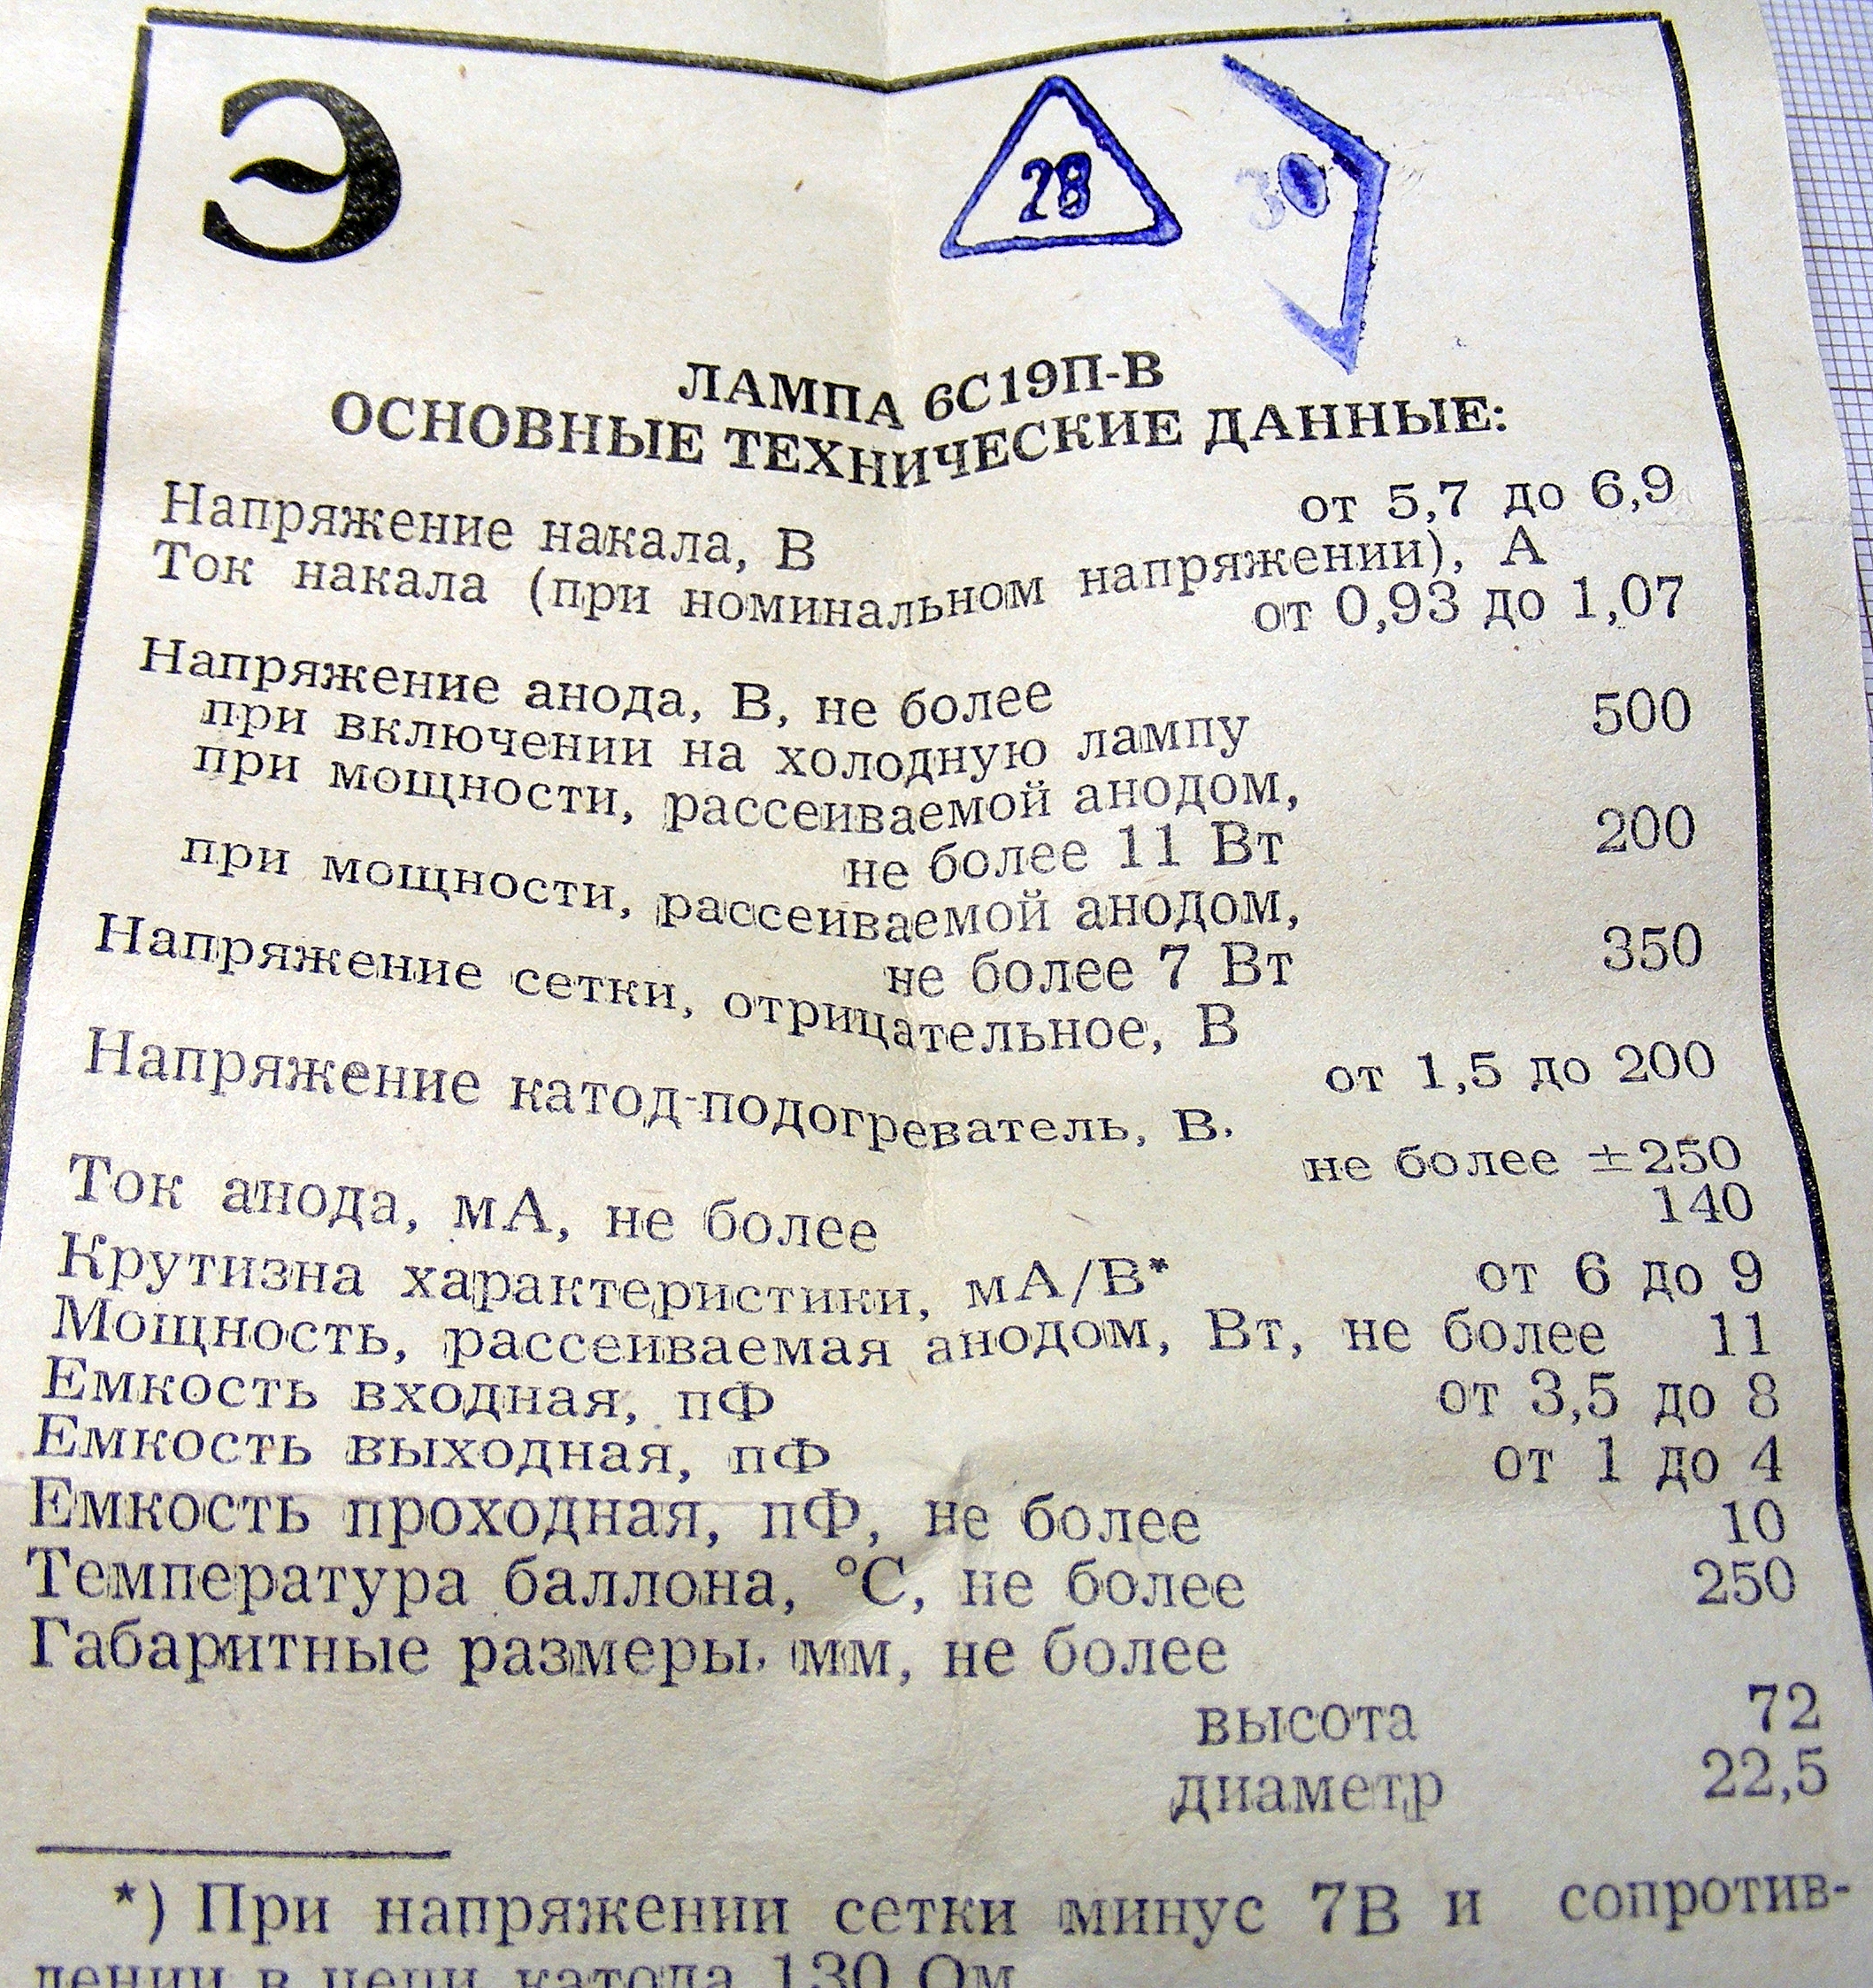 Э
28
30
ЛАМПА 6С19П-В
ОСНОВНЫЕ ТЕХНИЧЕСКИЕ ДАННЫЕ:
Напряжение накала, В от 5,7 до 6,9
Ток накала (при номинальном напряжении), А
от 0,93 до 1,07
Напряжение анода, В, не более
при включении на холодную лампу 500
при мощности, рассеиваемой анодом,
не более 11 Вт 200
при мощности, рассеиваемой анодом,
не более 7 Вт 350
Напряжение сетки, отрицательное, В
от 1,5 до 200
Напряжение катод-подогреватель, В,
не более ±250
Ток анода, мА, не более 140
Крутизна характеристики, мА/В* от 6 до 9
Мощность, рассеиваемая анодом, Вт, не более 11
Емкость входная, пФ от 3,5 до 8
Емкость выходная, пФ от 1 до 4
Емкость проходная, пФ, не более 10
Температура баллона, °С, не более 250
Габаритные размеры, мм, не более
высота 72
диаметр 22,5
*) При напряжении сетки минус 7В и сопротив-
лении в цепи катода 130 Ом